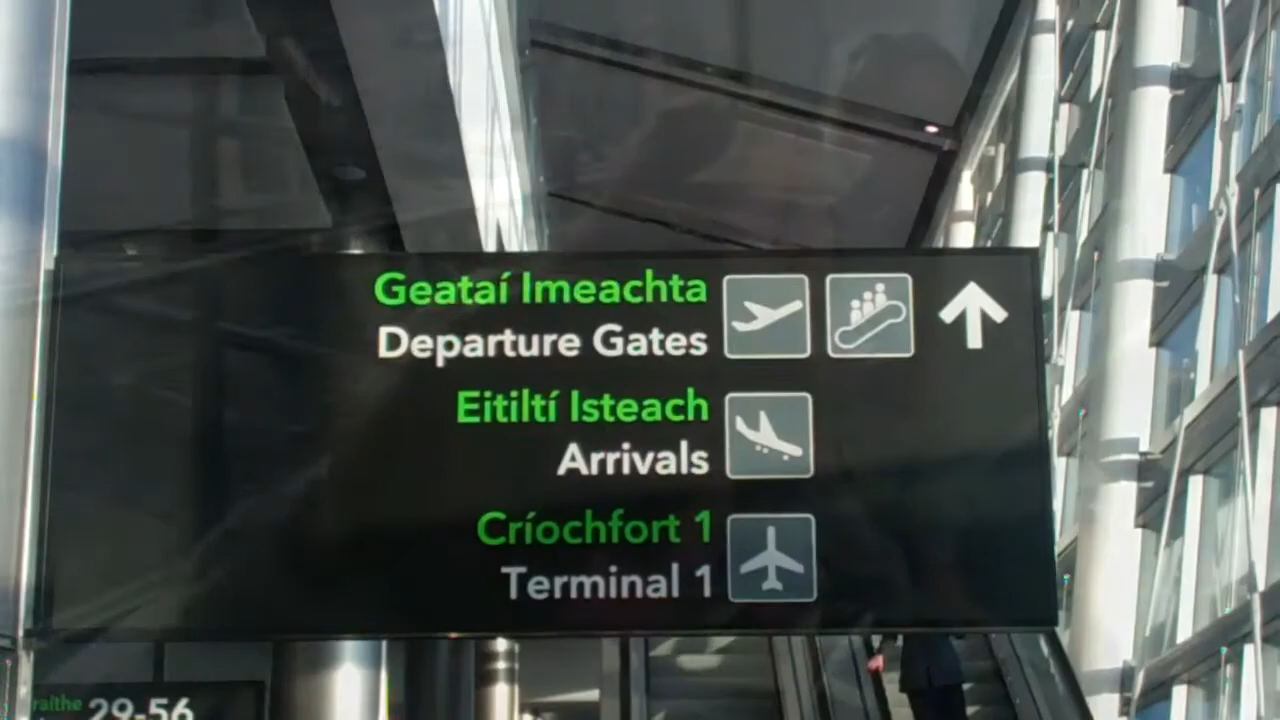 Geataí Imeachta
Departure Gates
Eitiltí Isteach
Arrivals
Críochfort 1
Terminal 1
29-56